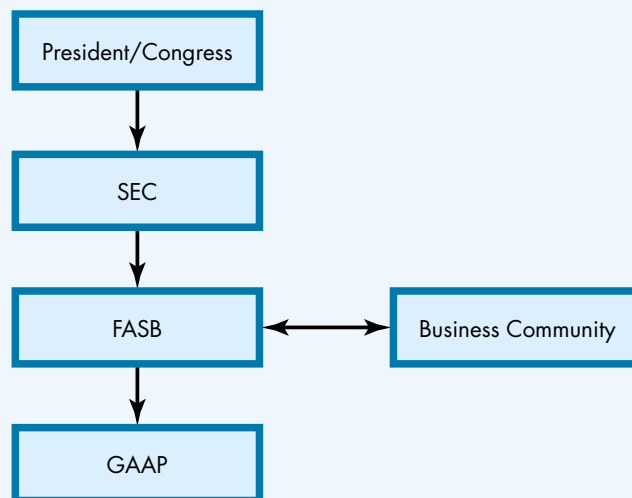 President/Congress
SEC
FASB
Business Community
GAAP